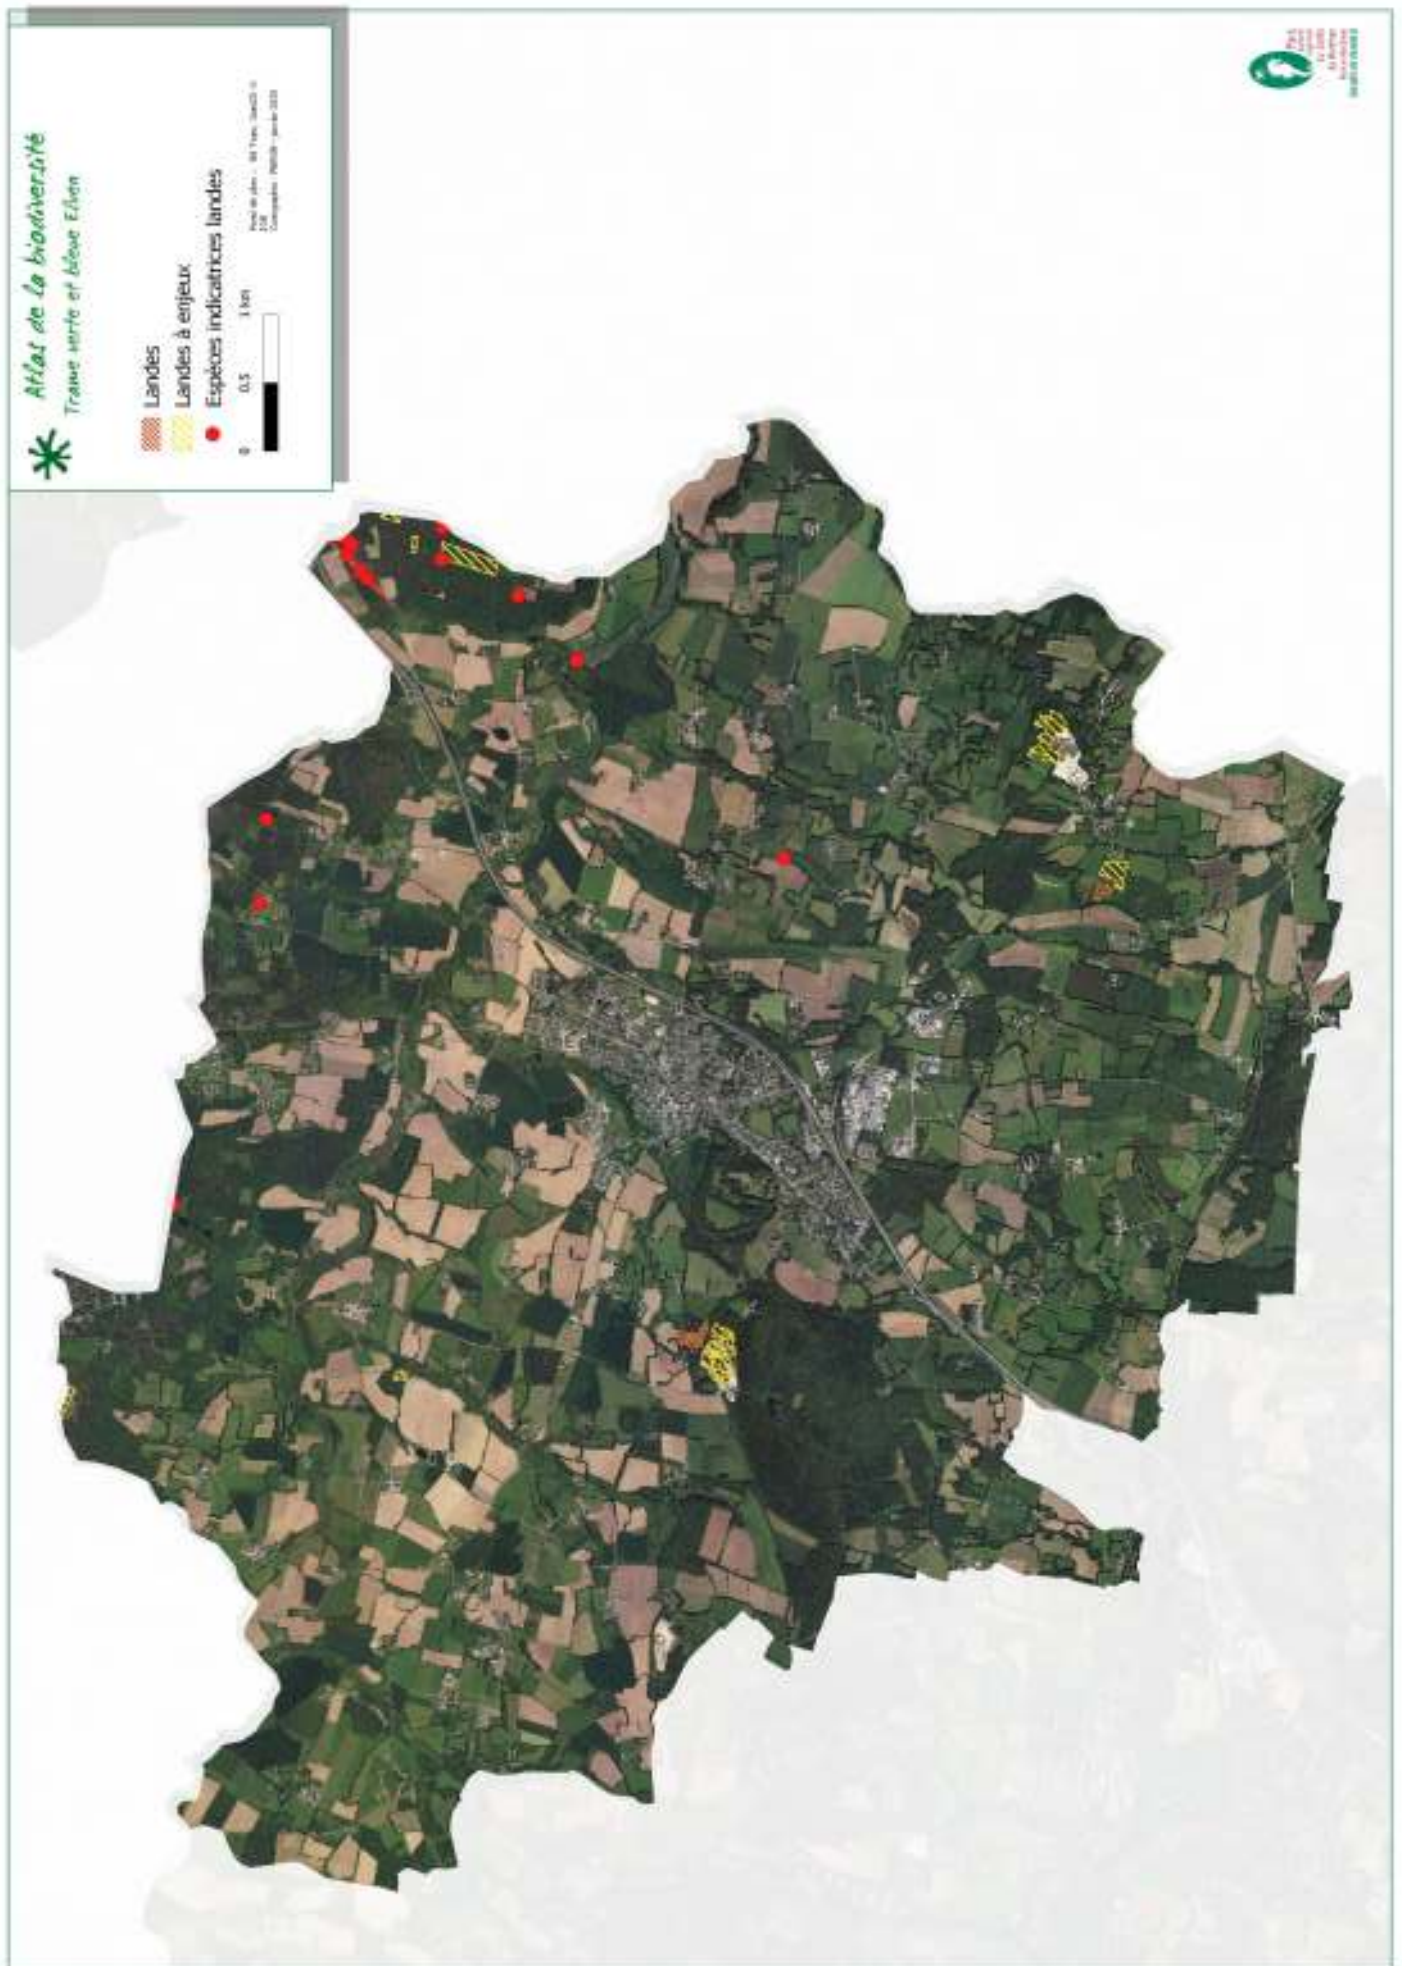 Atlas de la biodiversité
Trame verte et bleue Elven
Landes
Landes à enjeux
Espèces indicatrices landes
0 0.5 1 km
Parc